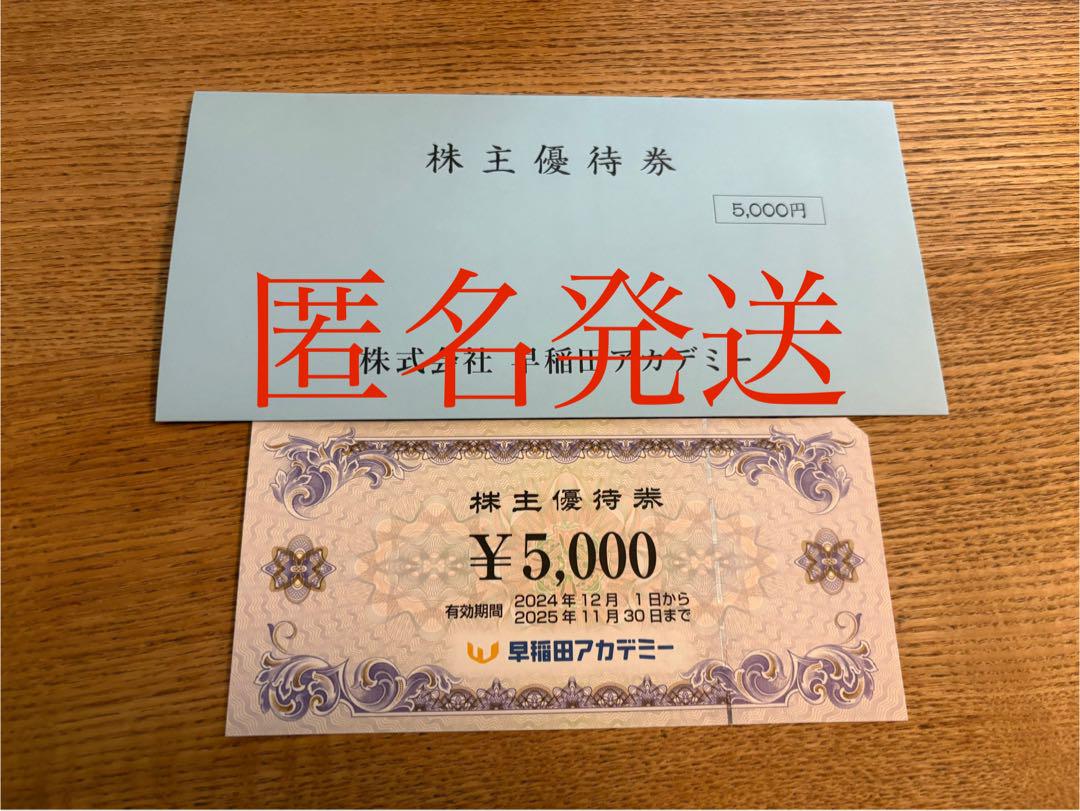 株主優待券
5,000円
匿名発送
株式会社 早稲田アカデミー
株主優待券
¥5,000
有効期間 2024年12月 1日から
2025年11月30日まで
早稲田アカデミー